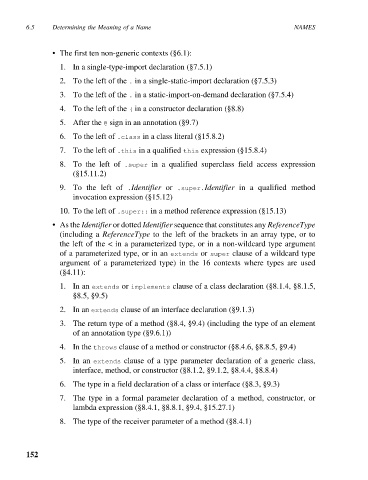 6.5 Determining the Meaning of a Name NAMES
• The first ten non-generic contexts (§6.1):
1. In a single-type-import declaration (§7.5.1)
2. To the left of the . in a single-static-import declaration (§7.5.3)
3. To the left of the . in a static-import-on-demand declaration (§7.5.4)
4. To the left of the ( in a constructor declaration (§8.8)
5. After the @ sign in an annotation (§9.7)
6. To the left of .class in a class literal (§15.8.2)
7. To the left of .this in a qualified this expression (§15.8.4)
8. To the left of .super in a qualified superclass field access expression
(§15.11.2)
9. To the left of .Identifier or .super.Identifier in a qualified method
invocation expression (§15.12)
10. To the left of .super:: in a method reference expression (§15.13)
• As the Identifier or dotted Identifier sequence that constitutes any ReferenceType
(including a ReferenceType to the left of the brackets in an array type, or to
the left of the < in a parameterized type, or in a non-wildcard type argument
of a parameterized type, or in an extends or super clause of a wildcard type
argument of a parameterized type) in the 16 contexts where types are used
(§4.11):
1. In an extends or implements clause of a class declaration (§8.1.4, §8.1.5,
§8.5, §9.5)
2. In an extends clause of an interface declaration (§9.1.3)
3. The return type of a method (§8.4, §9.4) (including the type of an element
of an annotation type (§9.6.1))
4. In the throws clause of a method or constructor (§8.4.6, §8.8.5, §9.4)
5. In an extends clause of a type parameter declaration of a generic class,
interface, method, or constructor (§8.1.2, §9.1.2, §8.4.4, §8.8.4)
6. The type in a field declaration of a class or interface (§8.3, §9.3)
7. The type in a formal parameter declaration of a method, constructor, or
lambda expression (§8.4.1, §8.8.1, §9.4, §15.27.1)
8. The type of the receiver parameter of a method (§8.4.1)
152